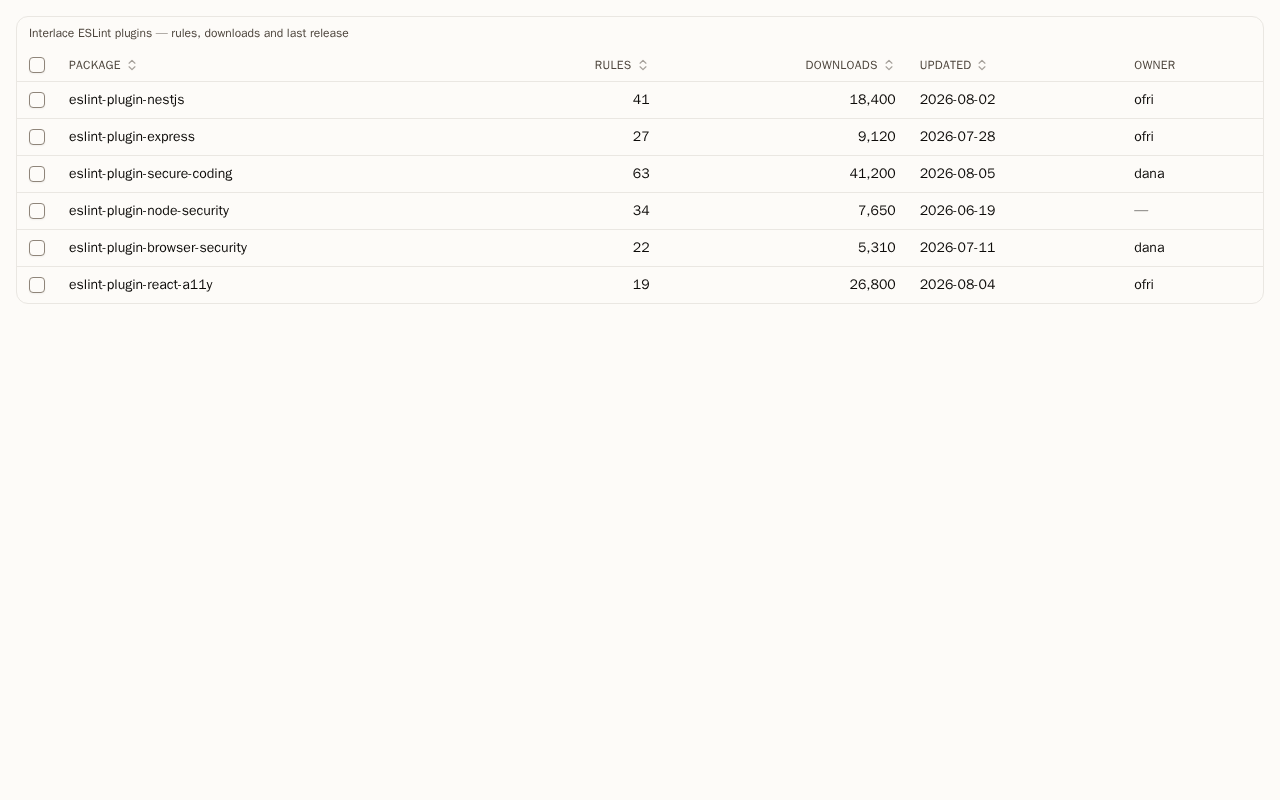 Interlace ESLint plugins — rules, downloads and last release
PACKAGE RULES DOWNLOADS UPDATED OWNER
eslint-plugin-nestjs 41 18,400 2026-08-02 ofri
eslint-plugin-express 27 9,120 2026-07-28 ofri
eslint-plugin-secure-coding 63 41,200 2026-08-05 dana
eslint-plugin-node-security 34 7,650 2026-06-19 —
eslint-plugin-browser-security 22 5,310 2026-07-11 dana
eslint-plugin-react-a11y 19 26,800 2026-08-04 ofri